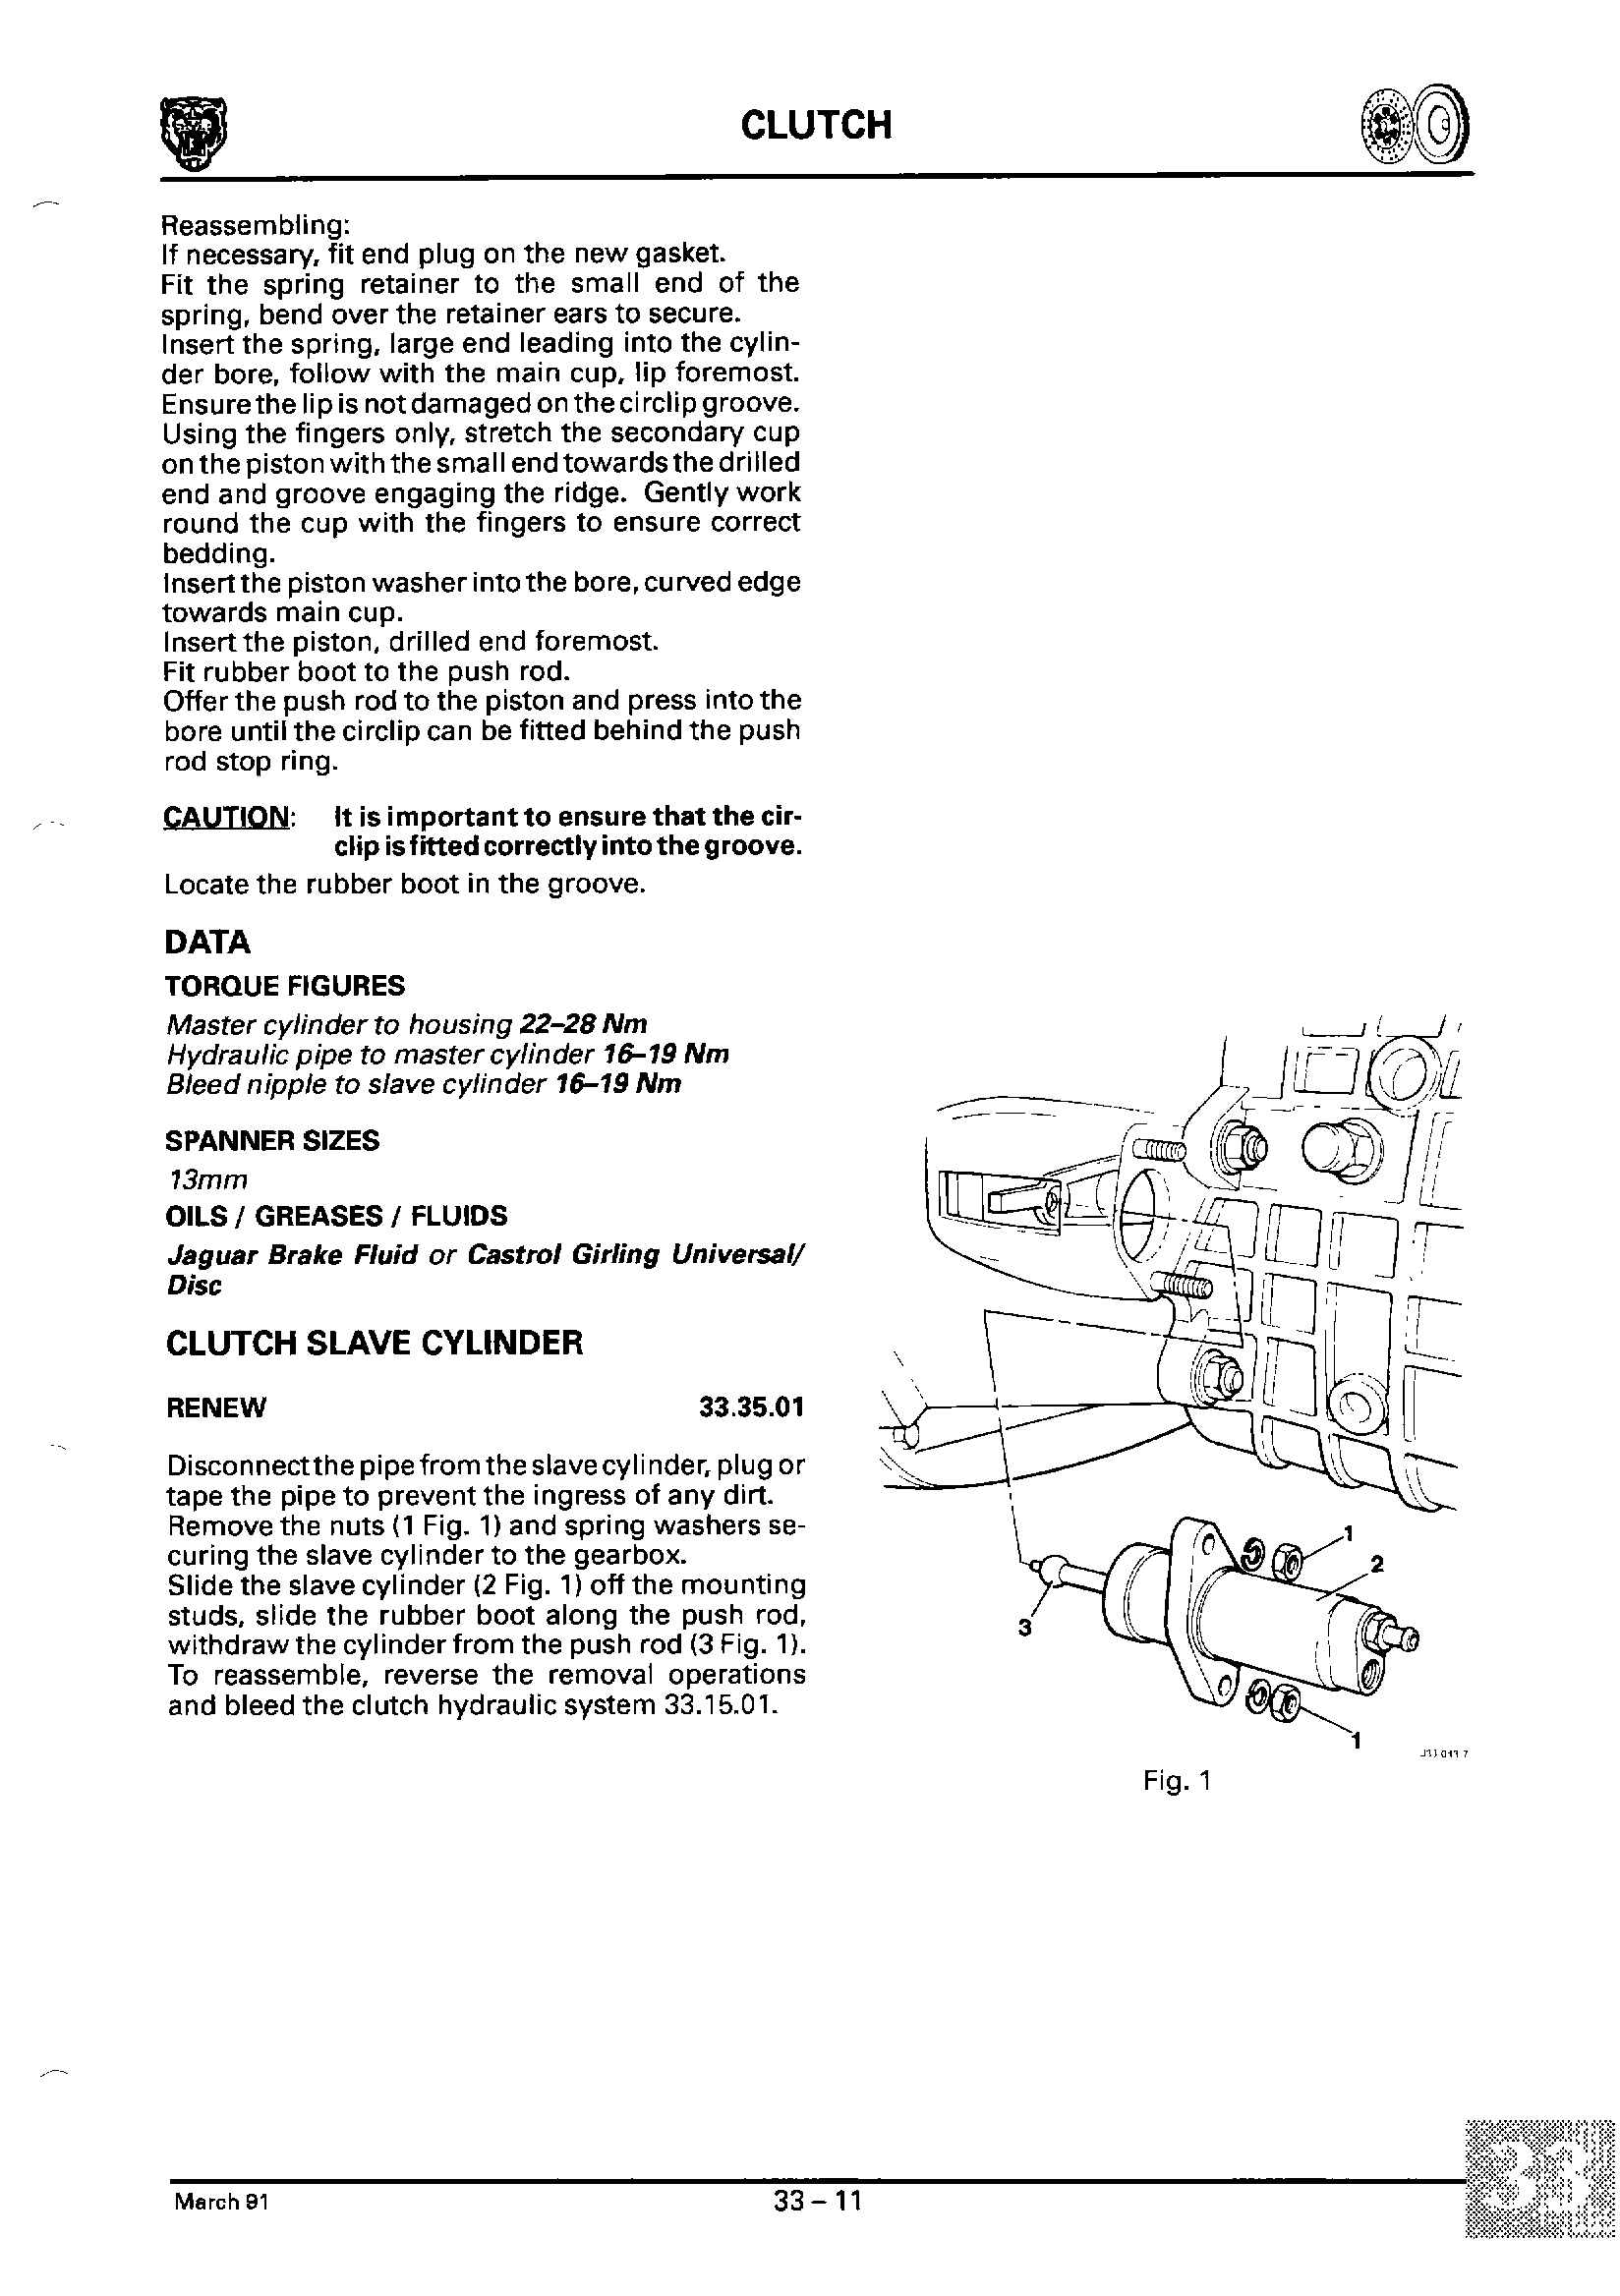 CLUTCH
Reassembling:
If necessary, fit end plug on the new gasket.
Fit the spring retainer to the small end of the
spring, bend over the retainer ears to secure.
Insert the spring, large end leading into the cylin-
der bore, follow with the main cup, lip foremost.
Ensure the lip is not damaged on the circlip groove.
Using the fingers only, stretch the secondary cup
on the piston with the small end towards the drilled
end and groove engaging the ridge. Gently work
round the cup with the fingers to ensure correct
bedding.
Insert the piston washer into the bore, curved edge
towards main cup.
Insert the piston, drilled end foremost.
Fit rubber boot to the push rod.
Offer the push rod to the piston and press into the
bore until the circlip can be fitted behind the push
rod stop ring.
CAUTION: It is important to ensure that the cir-
clip is fitted correctly into the groove.
Locate the rubber boot in the groove.
DATA
TORQUE FIGURES
Master cylinder to housing 22–28 Nm
Hydraulic pipe to master cylinder 16–19 Nm
Bleed nipple to slave cylinder 16–19 Nm
SPANNER SIZES
13mm
OILS / GREASES / FLUIDS
Jaguar Brake Fluid or Castrol Girling Universal/
Disc
CLUTCH SLAVE CYLINDER
RENEW 33.35.01
Disconnect the pipe from the slave cylinder, plug or
tape the pipe to prevent the ingress of any dirt.
Remove the nuts (1 Fig. 1) and spring washers se-
curing the slave cylinder to the gearbox.
Slide the slave cylinder (2 Fig. 1) off the mounting
studs, slide the rubber boot along the push rod,
withdraw the cylinder from the push rod (3 Fig. 1).
To reassemble, reverse the removal operations
and bleed the clutch hydraulic system 33.15.01.
1
2
3
1
Fig. 1
33
March 91
33 – 11